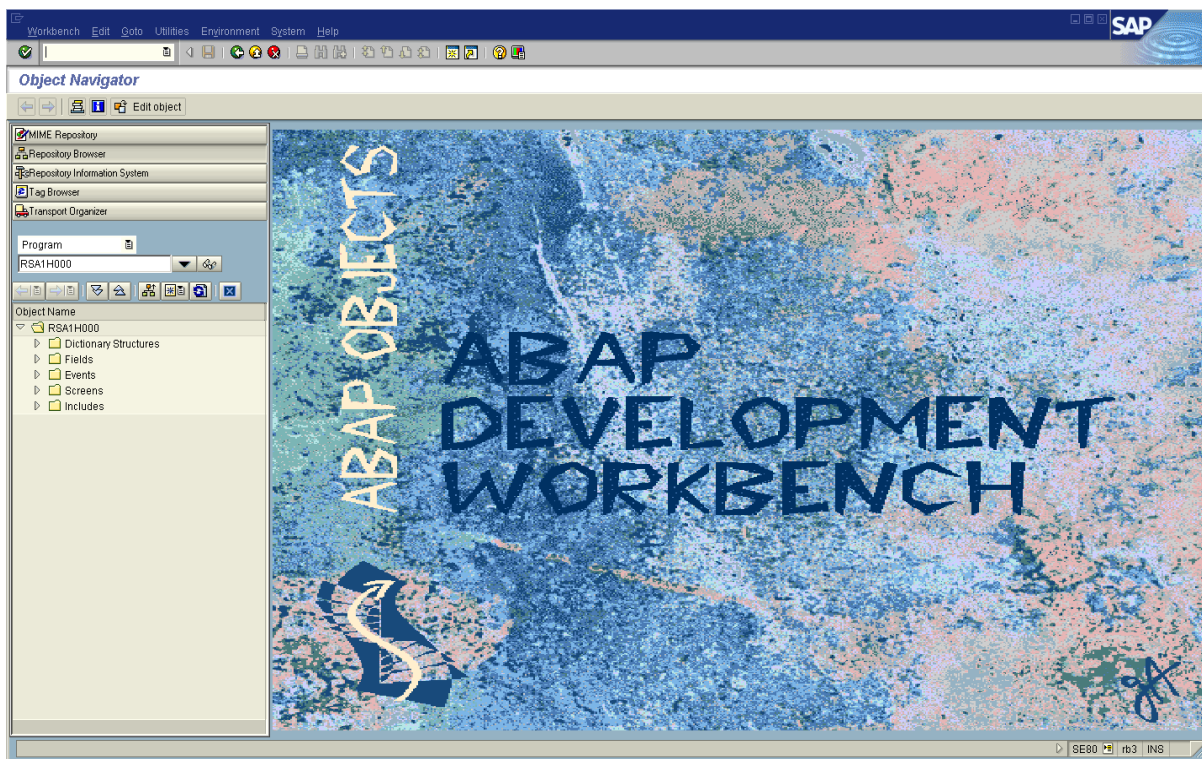 Workbench Edit Goto Utilities Environment System Help
SAP
Object Navigator
Edit object
MIME Repository
Repository Browser
Repository Information System
Tag Browser
Transport Organizer
Program
RSA1H000
Object Name
RSA1H000
Dictionary Structures
Fields
Events
Screens
Includes
ABAP OBJECTS
ABAP
DEVELOPMENT
WORKBENCH
SE80 rb3 INS